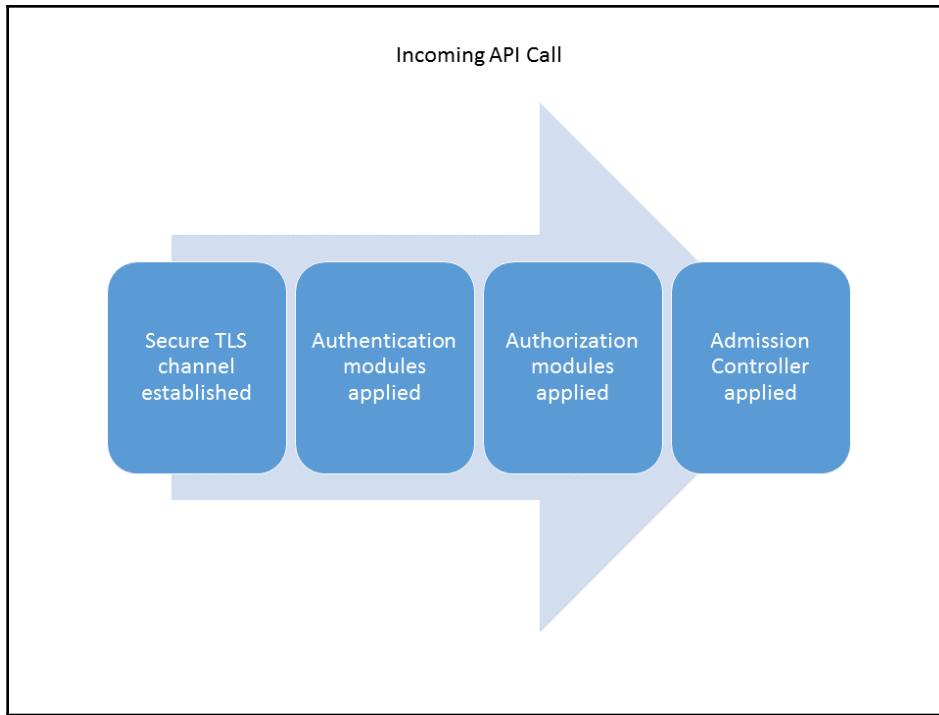 Incoming API Call
Secure TLS
channel
established
Authentication
modules
applied
Authorization
modules
applied
Admission
Controller
applied